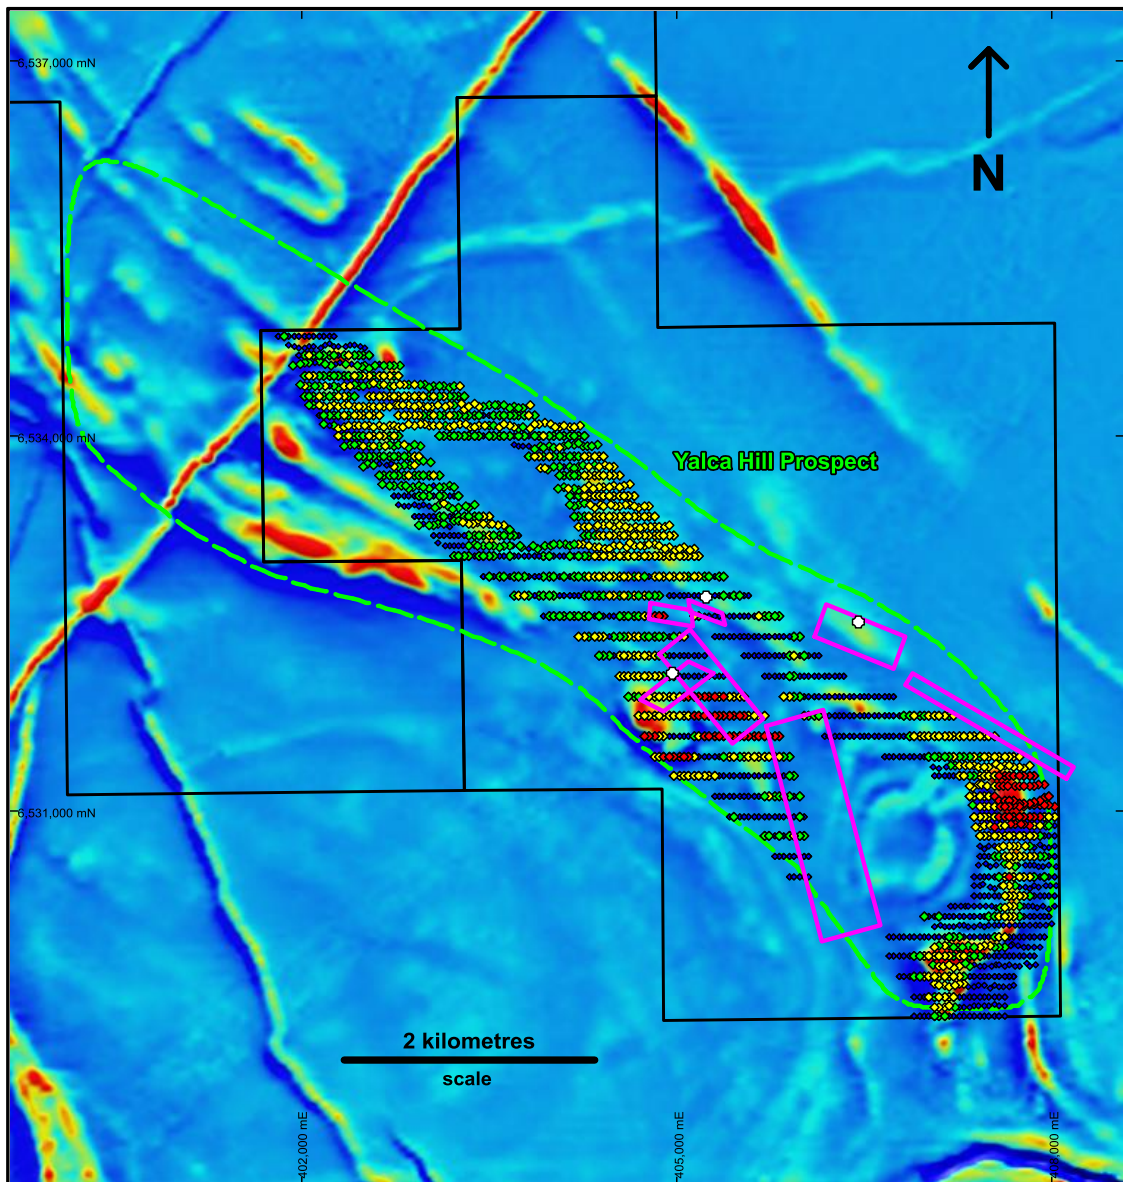 6,537,000 mN
N
6,534,000 mN
Yalca Hill Prospect
6,531,000 mN
2 kilometres
scale
402,000 mE
405,000 mE